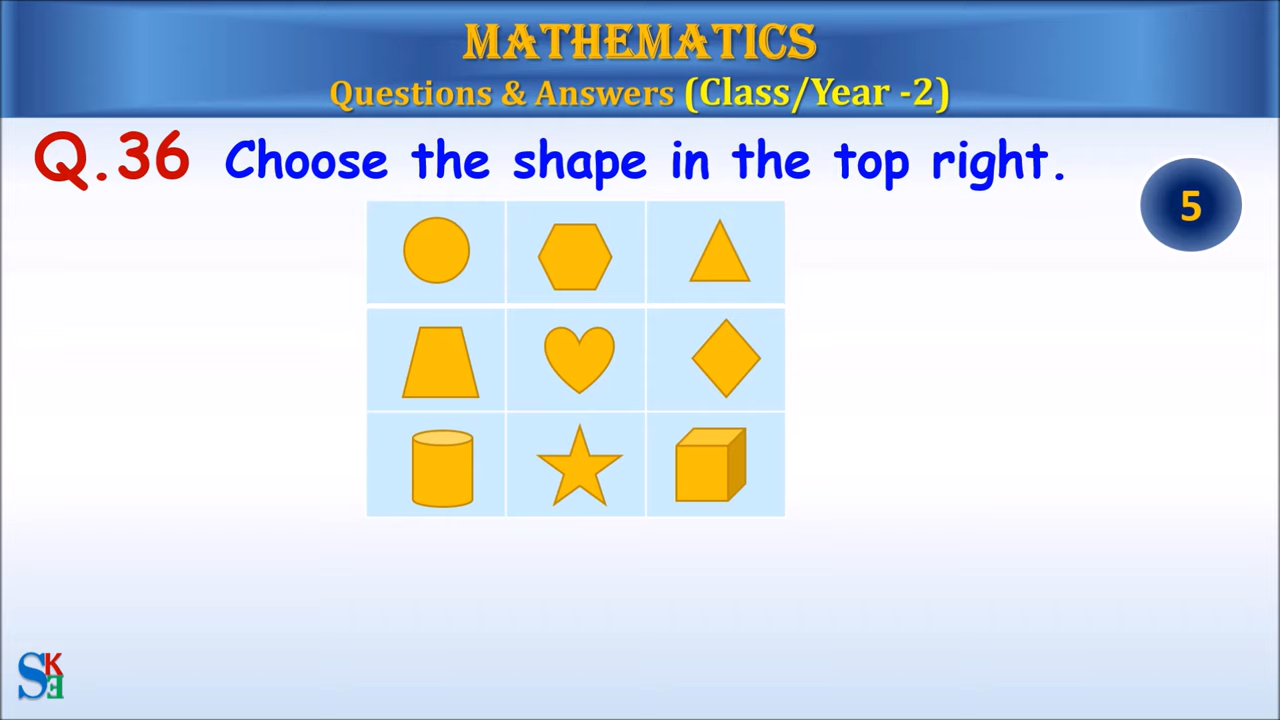 MATHEMATICS
Questions & Answers (Class/Year -2)
Q.36 Choose the shape in the top right.
5
SKE